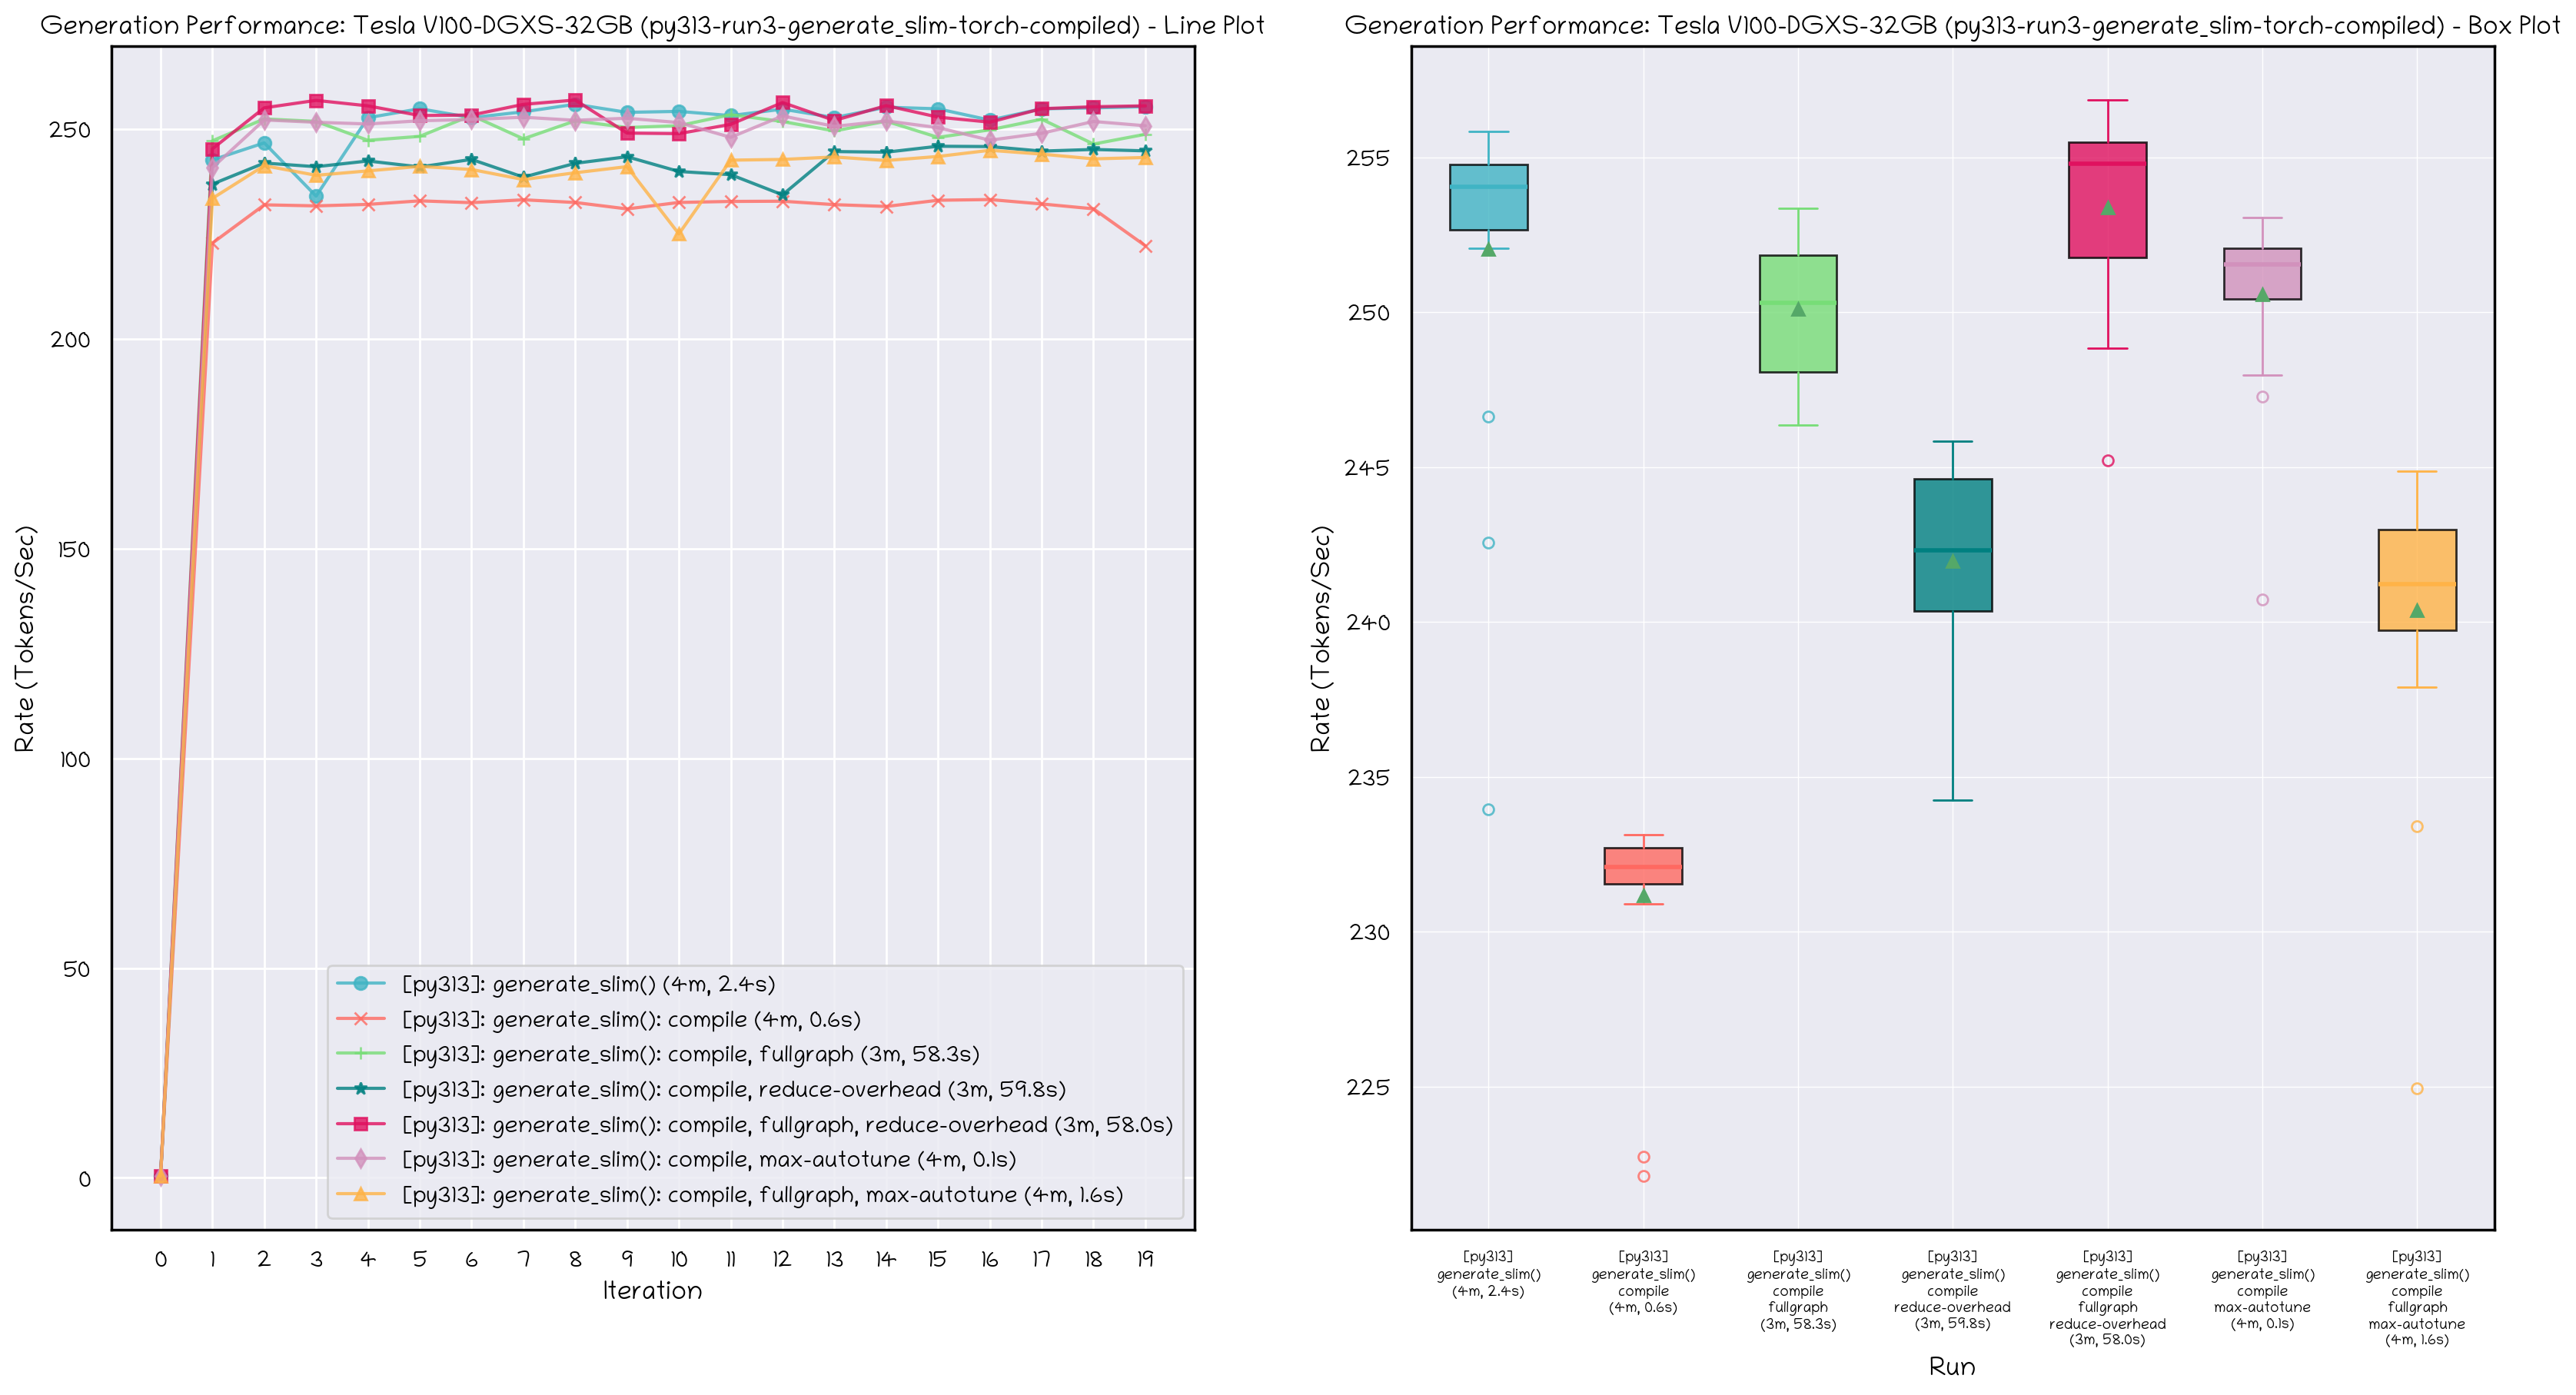 Generation Performance: Tesla V100-DGXS-32GB (py313-run3-generate_slim-torch-compiled) - Line Plot
Rate (Tokens/Sec)
250
200
150
100
50
0
[py313]: generate_slim() (4m, 2.4s)
[py313]: generate_slim(): compile (4m, 0.6s)
[py313]: generate_slim(): compile, fullgraph (3m, 58.3s)
[py313]: generate_slim(): compile, reduce-overhead (3m, 59.8s)
[py313]: generate_slim(): compile, fullgraph, reduce-overhead (3m, 58.0s)
[py313]: generate_slim(): compile, max-autotune (4m, 0.1s)
[py313]: generate_slim(): compile, fullgraph, max-autotune (4m, 1.6s)
0 1 2 3 4 5 6 7 8 9 10 11 12 13 14 15 16 17 18 19
Iteration
Generation Performance: Tesla V100-DGXS-32GB (py313-run3-generate_slim-torch-compiled) - Box Plot
Rate (Tokens/Sec)
255
250
245
240
235
230
225
[py313]
generate_slim()
(4m, 2.4s)
[py313]
generate_slim()
compile
(4m, 0.6s)
[py313]
generate_slim()
compile
fullgraph
(3m, 58.3s)
[py313]
generate_slim()
compile
reduce-overhead
(3m, 59.8s)
[py313]
generate_slim()
compile
fullgraph
reduce-overhead
(3m, 58.0s)
[py313]
generate_slim()
compile
max-autotune
(4m, 0.1s)
[py313]
generate_slim()
compile
fullgraph
max-autotune
(4m, 1.6s)
Run